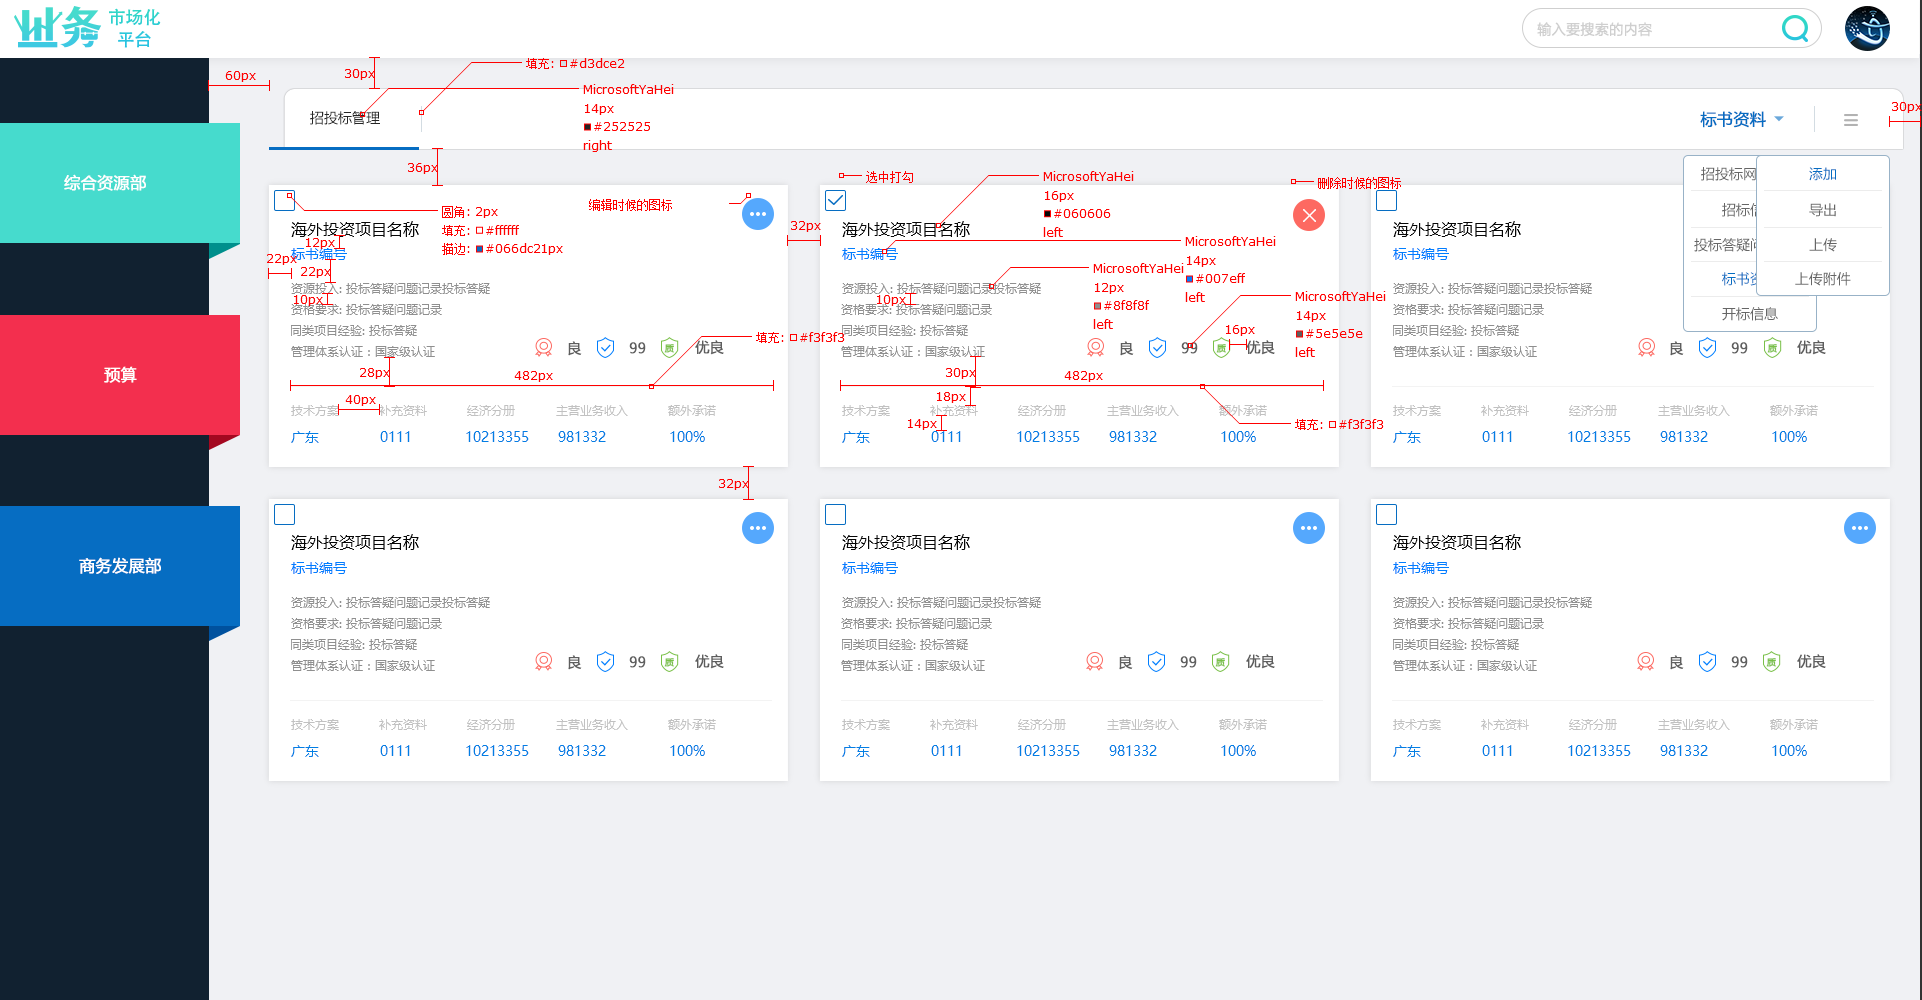 业务 市场化
平台
输入要搜索的内容
30px
填充: #d3dce2
60px
MicrosoftYaHei
14px
#252525
right
招投标管理
标书资料
30px
36px
综合资源部
预算
商务发展部
招投标网
招标信
投标答疑问
标书资
开标信息
添加
导出
上传
上传附件
选中打勾
MicrosoftYaHei
16px
#060606
left
删除时候的图标
编辑时候的图标
圆角: 2px
填充: #ffffff
描边: #066dc21px
海外投资项目名称
12px
标书编号
22px
22px
资源投入: 投标答疑问题记录投标答疑
10px
资格要求: 投标答疑问题记录
同类项目经验: 投标答疑
管理体系认证：国家级认证
良 99 优良
填充: #f3f3f3
28px
482px
40px
技术方案 补充资料 经济分册 主营业务收入 额外承诺
广东 0111 10213355 981332 100%
32px
32px
海外投资项目名称
标书编号
MicrosoftYaHei
14px
#007eff
left
MicrosoftYaHei
12px
#8f8f8f
left
MicrosoftYaHei
14px
#5e5e5e
left
资源投入: 投标答疑问题记录投标答疑
10px
资格要求: 投标答疑问题记录
同类项目经验: 投标答疑
管理体系认证：国家级认证
16px
良 99 优良
30px
482px
18px
技术方案 补充资料 经济分册 主营业务收入 额外承诺
14px
填充: #f3f3f3
广东 0111 10213355 981332 100%
海外投资项目名称
标书编号
资源投入: 投标答疑问题记录投标答疑
资格要求: 投标答疑问题记录
同类项目经验: 投标答疑
管理体系认证：国家级认证
良 99 质 优良
技术方案 补充资料 经济分册 主营业务收入 额外承诺
广东 0111 10213355 981332 100%
海外投资项目名称
标书编号
资源投入: 投标答疑问题记录投标答疑
资格要求: 投标答疑问题记录
同类项目经验: 投标答疑
管理体系认证：国家级认证
良 99 质 优良
技术方案 补充资料 经济分册 主营业务收入 额外承诺
广东 0111 10213355 981332 100%
海外投资项目名称
标书编号
资源投入: 投标答疑问题记录投标答疑
资格要求: 投标答疑问题记录
同类项目经验: 投标答疑
管理体系认证：国家级认证
良 99 质 优良
技术方案 补充资料 经济分册 主营业务收入 额外承诺
广东 0111 10213355 981332 100%
海外投资项目名称
标书编号
资源投入: 投标答疑问题记录投标答疑
资格要求: 投标答疑问题记录
同类项目经验: 投标答疑
管理体系认证：国家级认证
良 99 质 优良
技术方案 补充资料 经济分册 主营业务收入 额外承诺
广东 0111 10213355 981332 100%